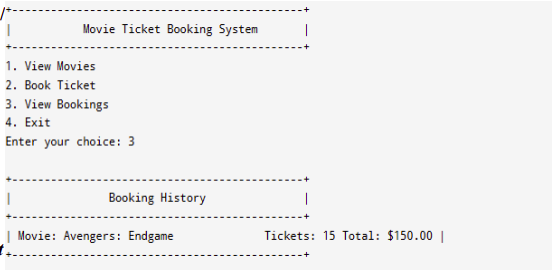 +---------------------------------------------+
| Movie Ticket Booking System |
+---------------------------------------------+
1. View Movies
2. Book Ticket
3. View Bookings
4. Exit
Enter your choice: 3
+---------------------------------------------+
| Booking History |
+---------------------------------------------+
| Movie: Avengers: Endgame Tickets: 15 Total: $150.00 |
+---------------------------------------------+